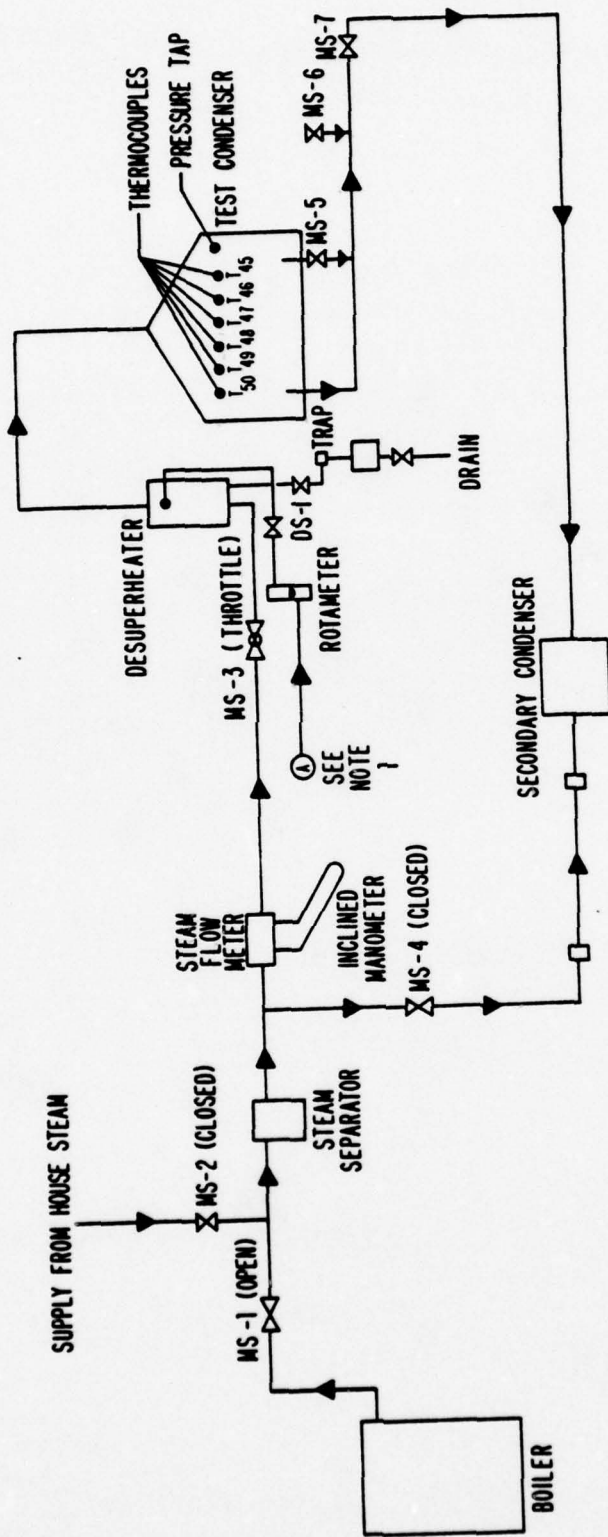 SUPPLY FROM HOUSE STEAM
MS-2 (CLOSED)
MS-1 (OPEN)
BOILER
STEAM
SEPARATOR
STEAM
FLOW
METER
INCLINED
MANOMETER
MS-4 (CLOSED)
DESUPERHEATER
MS-3 (THROTTLE)
A
SEE
NOTE
1
ROTAMETER
DS-1
TRAP
DRAIN
THERMOCOUPLES
PRESSURE TAP
TEST CONDENSER
T50
T49
T48
T47
T46
T45
MS-5
MS-6
MS-7
SECONDARY CONDENSER